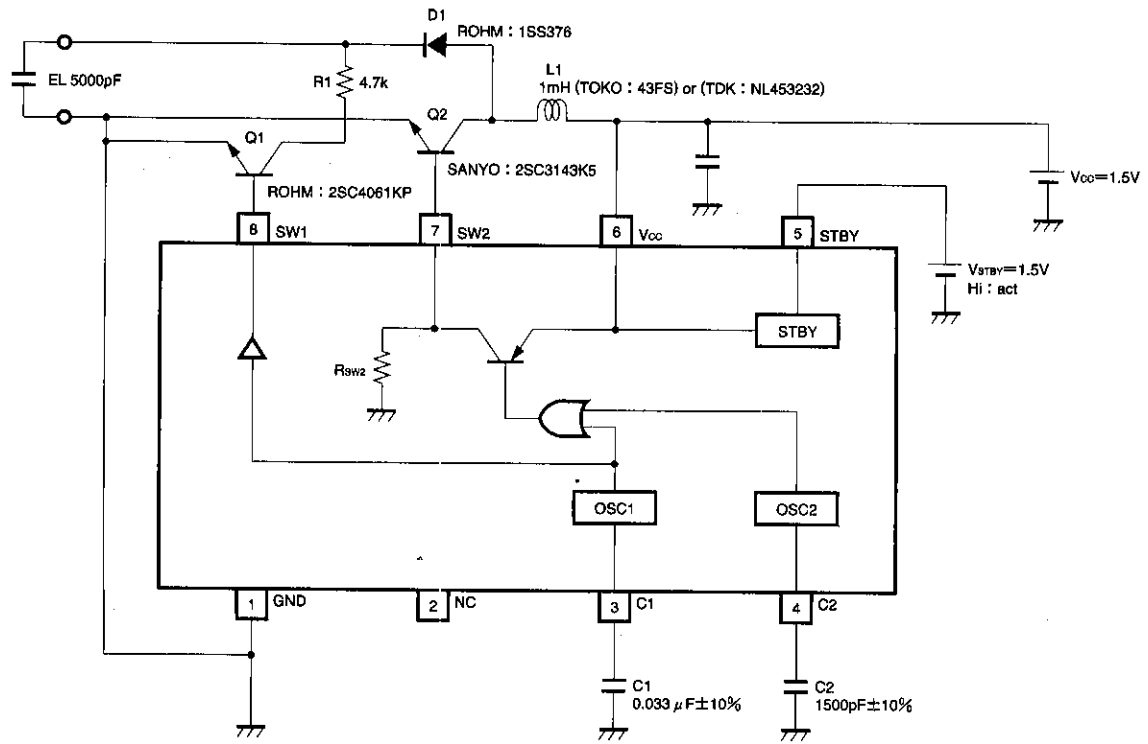 D1
ROHM : 1SS376
EL 5000pF
R1
4.7k
L1
1mH (TOKO : 43FS) or (TDK : NL453232)
Q2
Q1
SANYO : 2SC3143K5
ROHM : 2SC4061KP
Vcc=1.5V
8
SW1
7
SW2
6
Vcc
5
STBY
VSTBY=1.5V
Hi : act
STBY
RSW2
OSC1
OSC2
1
GND
2
NC
3
C1
4
C2
C1
0.033 μF±10%
C2
1500pF±10%